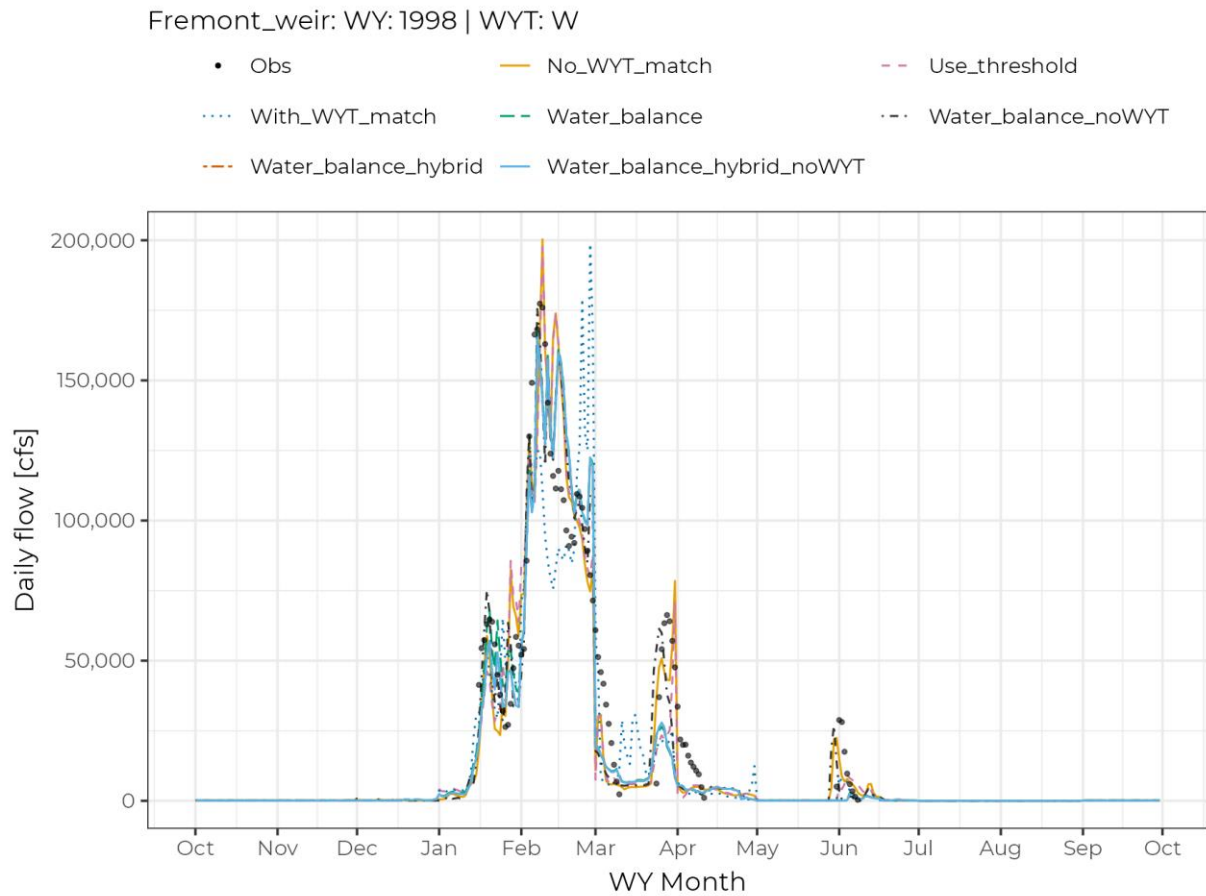 Fremont_weir: WY: 1998 | WYT: W
Obs No_WYT_match Use_threshold
With_WYT_match Water_balance Water_balance_noWYT
Water_balance_hybrid Water_balance_hybrid_noWYT
200,000
150,000
100,000
50,000
0
Daily flow [cfs]
Oct Nov Dec Jan Feb Mar Apr May Jun Jul Aug Sep Oct
WY Month